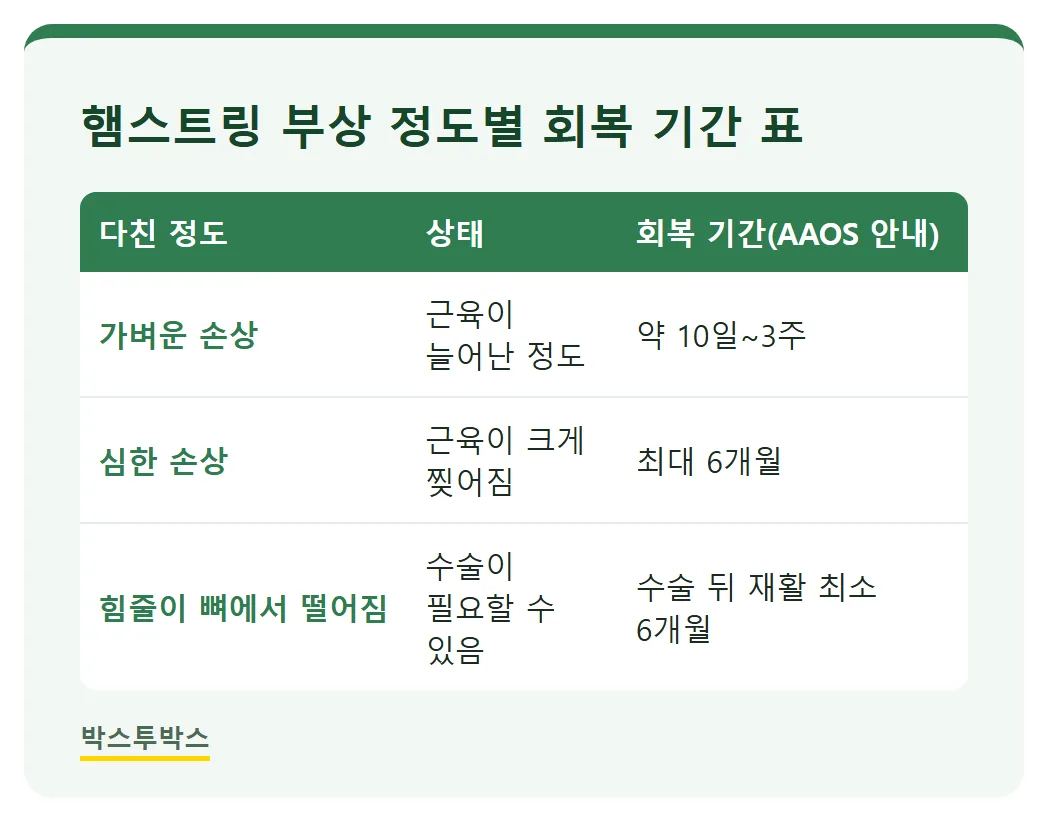 햄스트링 부상 정도별 회복 기간 표
다친 정도 상태 회복 기간(AAOS 안내)
가벼운 손상
근육이
늘어난 정도
약 10일~3주
심한 손상
근육이 크게
찢어짐
최대 6개월
힘줄이 뼈에서 떨어짐
수술이
필요할 수
있음
수술 뒤 재활 최소
6개월
박스투박스